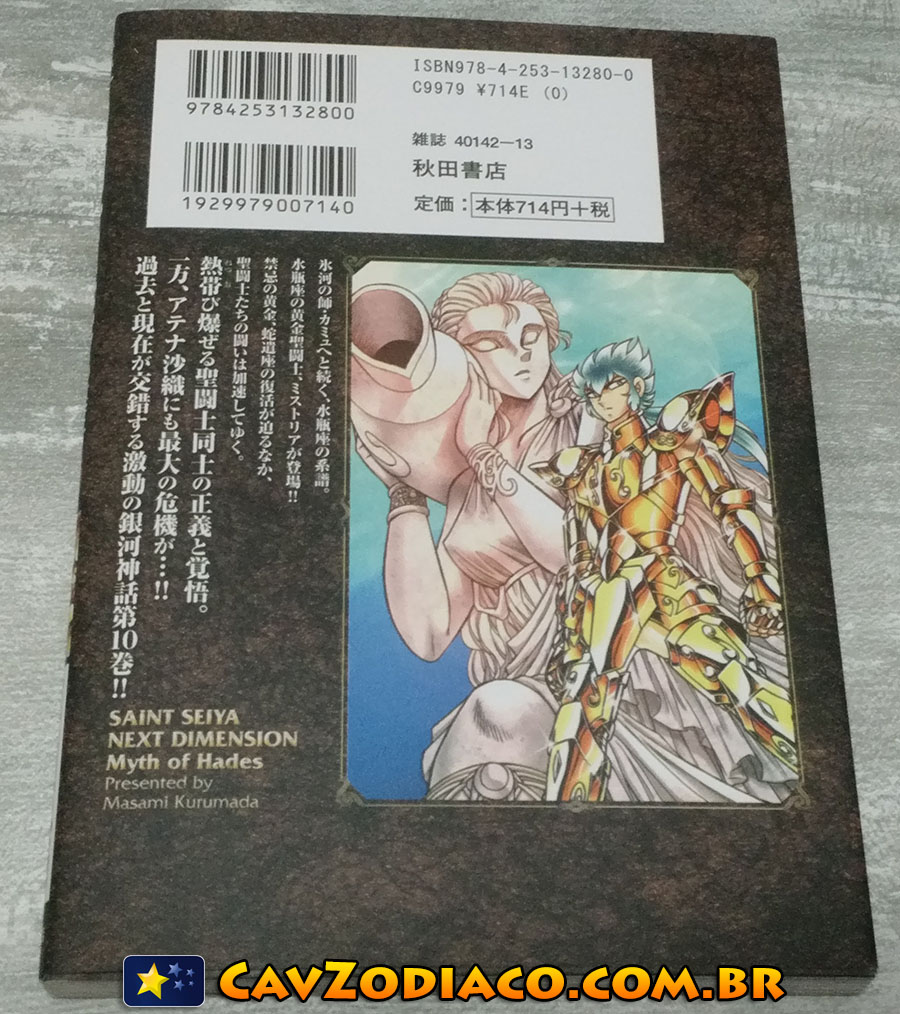 ISBN978-4-253-13280-0
C9979 ¥714E (0)
9784253132800
雑誌 40142-13
秋田書店
1929979007140
定価:本体714円+税
氷河の師・カミュへと続く、水瓶座の系譜。
水瓶座の黄金聖闘士、ミストリアが登場!!
禁忌の黄金、蛇遣座の復活が迫るなか、
聖闘士たちの闘いは加速してゆく。
熱帯び爆ぜる聖闘士同士の正義と覚悟。
一方、アテナ沙織にも最大の危機が…!!
過去と現在が交錯する激動の銀河神話第10巻!!
SAINT SEIYA
NEXT DIMENSION
Myth of Hades
Presented by
Masami Kurumada
CavZodiaco.com.br